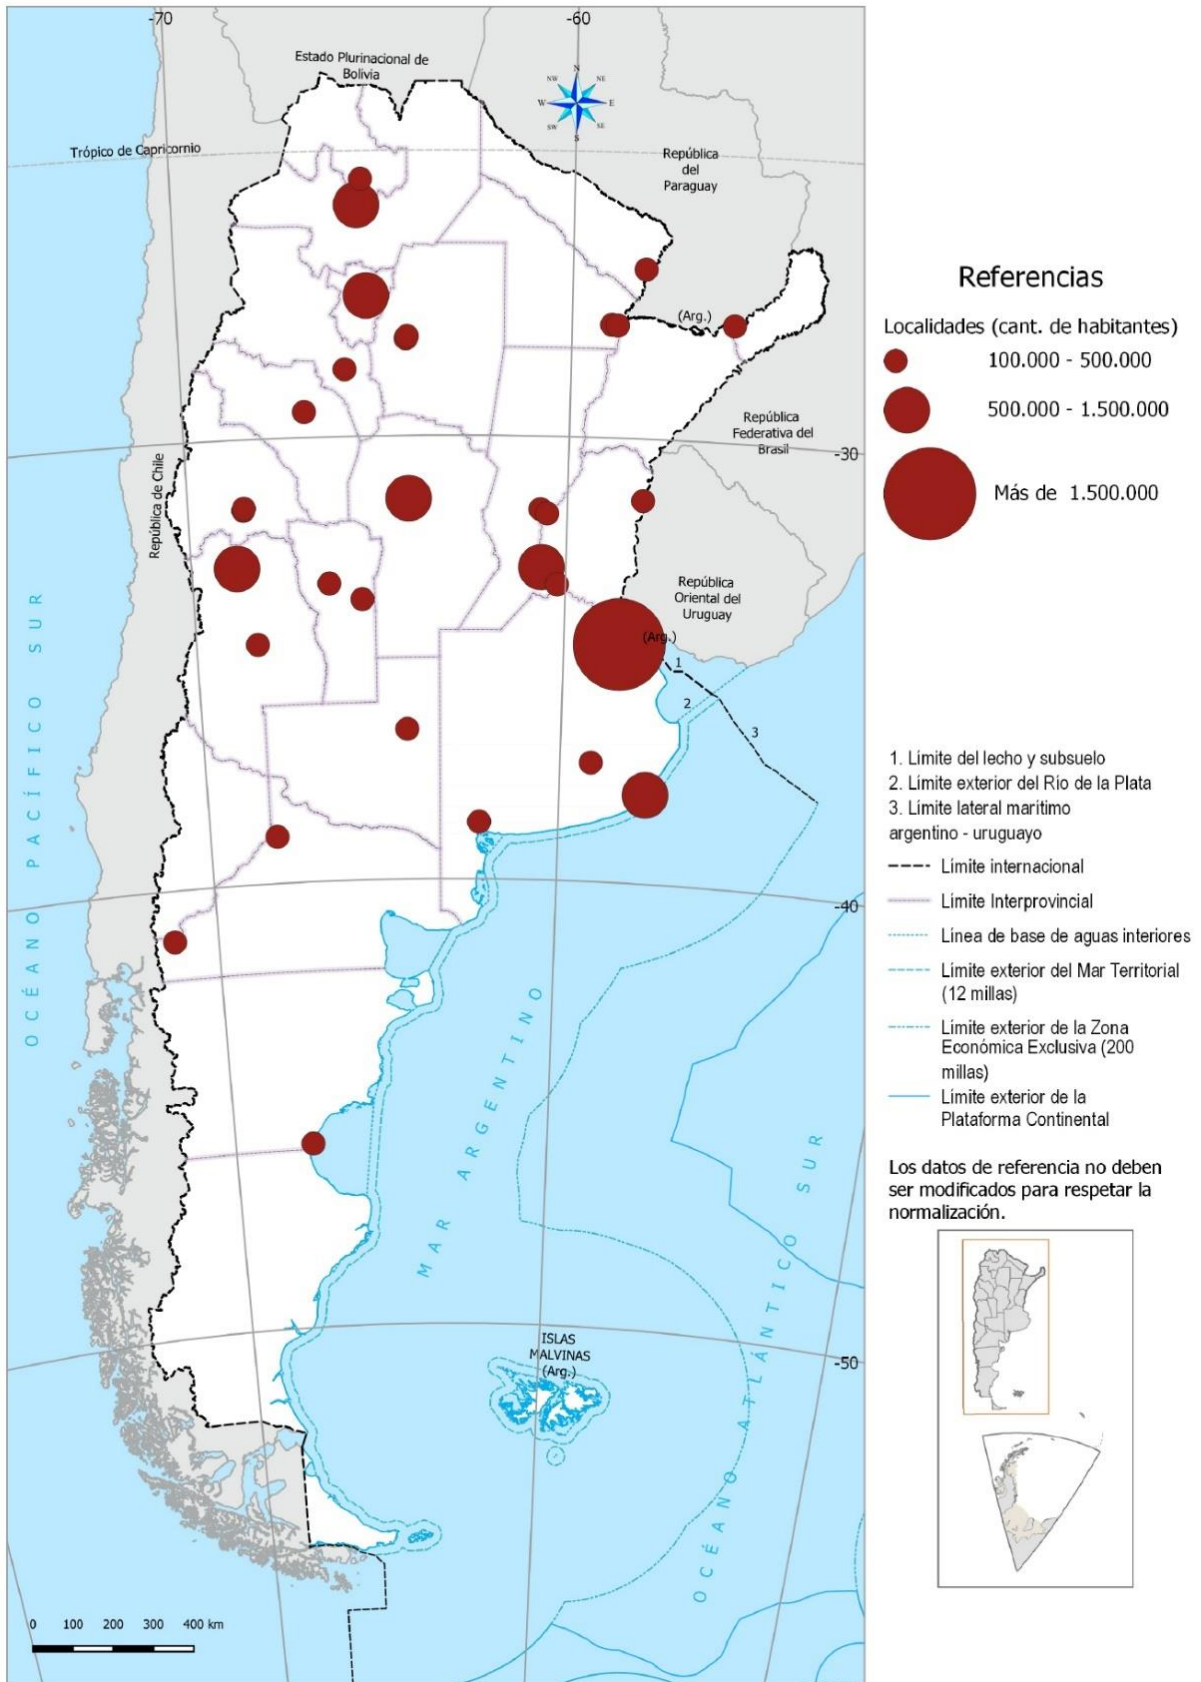 -70
-60
Estado Plurinacional de
Bolivia
N
NW
NE
W
E
SW
SE
S
Trópico de Capricornio
República
del
Paraguay
(Arg.)
República
Federativa del
Brasil
-30
República de Chile
República
Oriental del
Uruguay
(Arg.)
1
2
3
OCÉANO PACÍFICO SUR
-40
MAR ARGENTINO
OCÉANO ATLÁNTICO SUR
ISLAS
MALVINAS
(Arg.)
-50
0 100 200 300 400 km
Referencias
Localidades (cant. de habitantes)
100.000 - 500.000
500.000 - 1.500.000
Más de 1.500.000
1. Límite del lecho y subsuelo
2. Límite exterior del Río de la Plata
3. Límite lateral marítimo
argentino - uruguayo
Límite internacional
Límite Interprovincial
Línea de base de aguas interiores
Límite exterior del Mar Territorial
(12 millas)
Límite exterior de la Zona
Económica Exclusiva (200
millas)
Límite exterior de la
Plataforma Continental
Los datos de referencia no deben
ser modificados para respetar la
normalización.